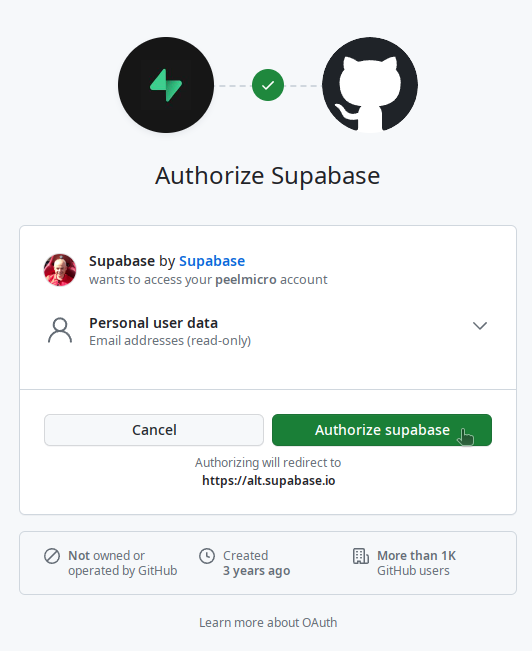 Authorize Supabase
Supabase by Supabase
wants to access your peelmicro account
Personal user data
Email addresses (read-only)
Cancel
Authorize supabase
Authorizing will redirect to
https://alt.supabase.io
Not owned or
operated by GitHub
Created
3 years ago
More than 1K
GitHub users
Learn more about OAuth